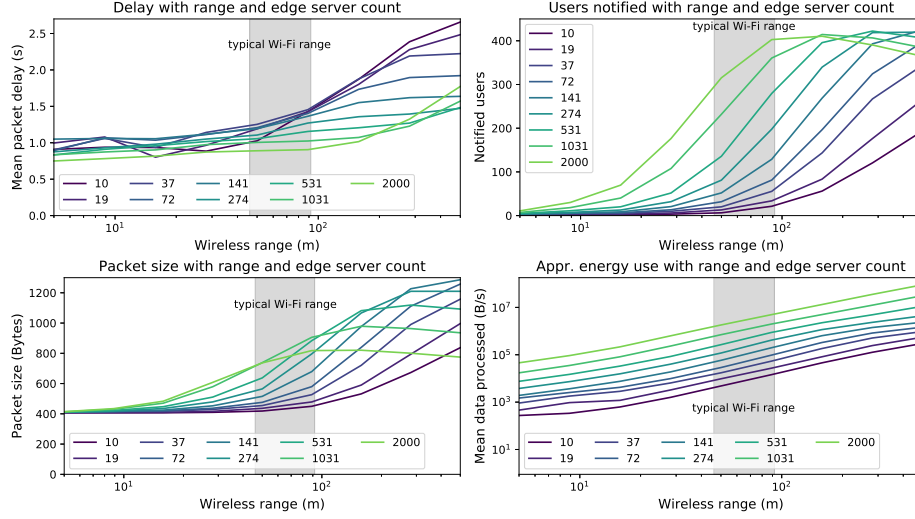 Delay with range and edge server count
typical Wi-Fi range
Mean packet delay (s)
2.5
2.0
1.5
1.0
0.5
0.0
10 37 141 531 2000
19 72 274 1031
10¹ 10²
Wireless range (m)
Users notified with range and edge server count
typical Wi-Fi range
Notified users
400
300
200
100
0
10
19
37
72
141
274
531
1031
2000
10¹ 10²
Wireless range (m)
Packet size with range and edge server count
typical Wi-Fi range
Packet size (Bytes)
1200
1000
800
600
400
200
0
10 37 141 531 2000
19 72 274 1031
10¹ 10²
Wireless range (m)
Appr. energy use with range and edge server count
Mean data processed (B/s)
10⁷
10⁵
10³
10¹
typical Wi-Fi range
10 37 141 531 2000
19 72 274 1031
10¹ 10²
Wireless range (m)